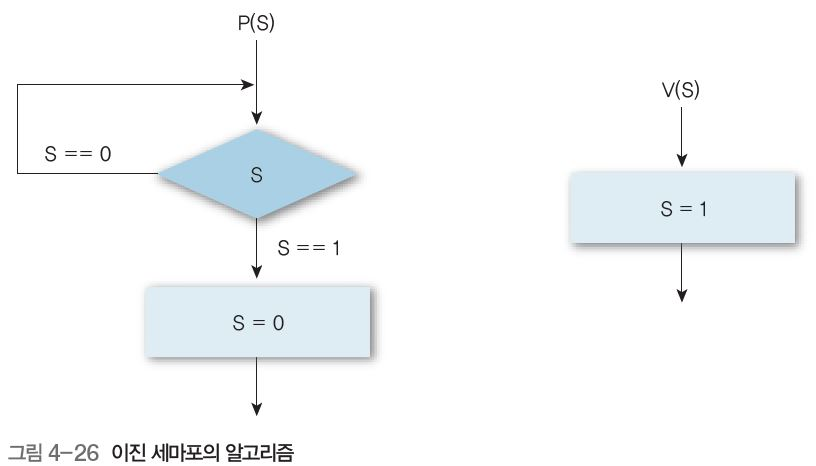 P(S)
S == 0
S
S == 1
S = 0
V(S)
S = 1
그림 4-26 이진 세마포의 알고리즘